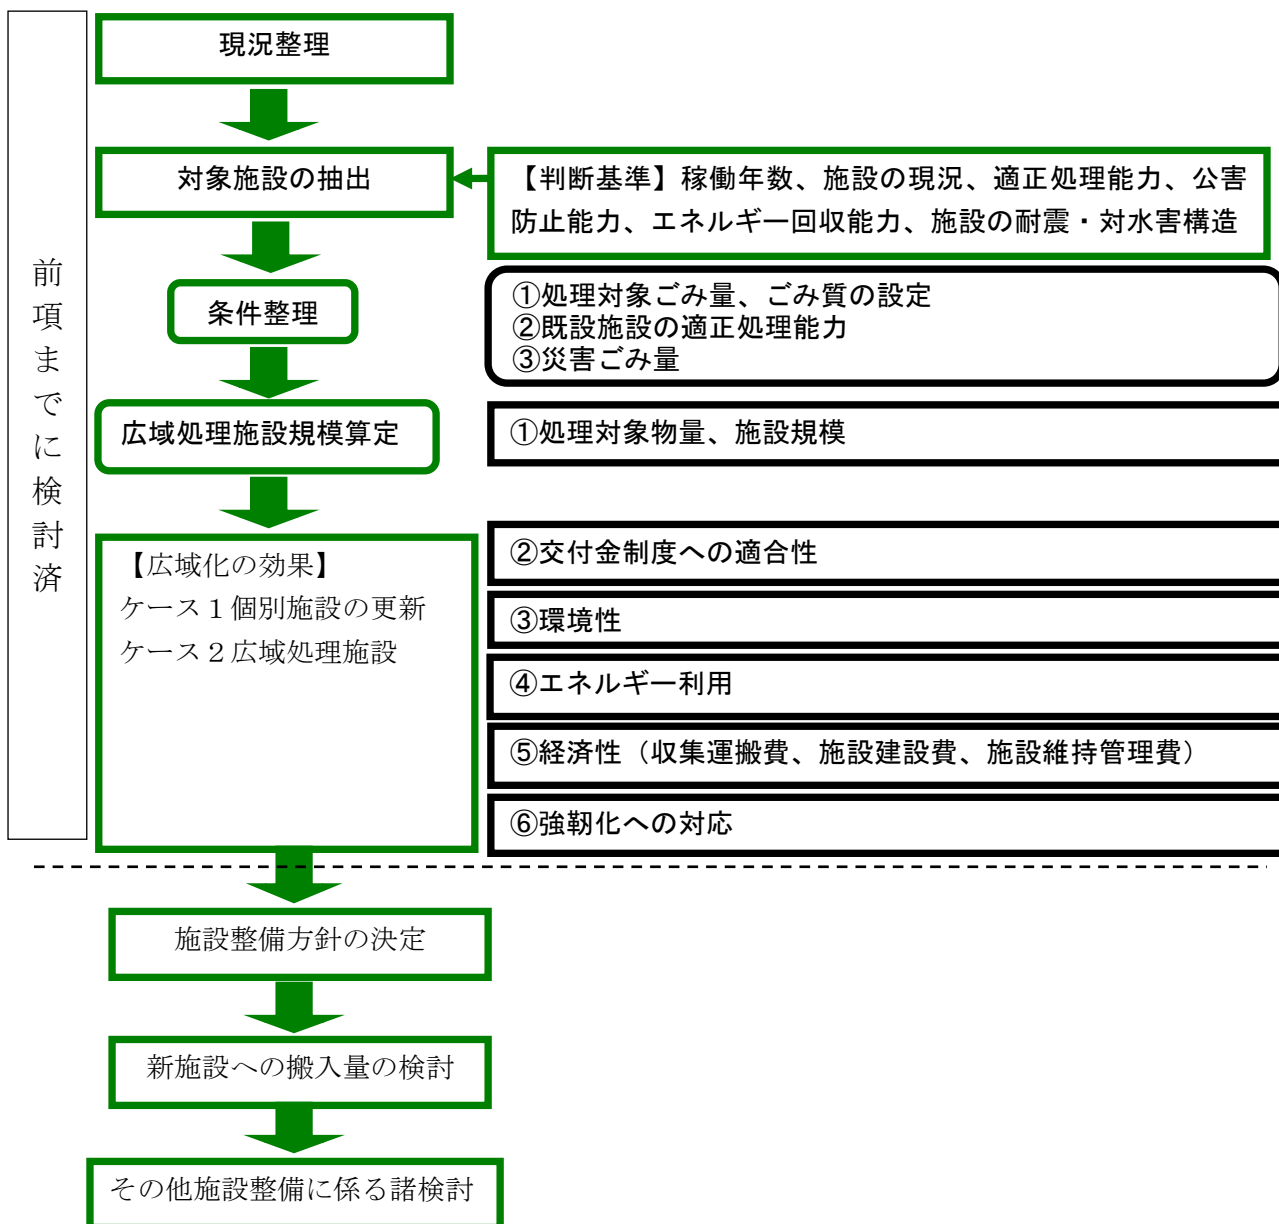 前項までに検討済
現況整理
対象施設の抽出
【判断基準】稼働年数、施設の現況、適正処理能力、公害
防止能力、エネルギー回収能力、施設の耐震・対水害構造
条件整理
①処理対象ごみ量、ごみ質の設定
②既設施設の適正処理能力
③災害ごみ量
広域処理施設規模算定
①処理対象物量、施設規模
【広域化の効果】
ケース１個別施設の更新
ケース２広域処理施設
②交付金制度への適合性
③環境性
④エネルギー利用
⑤経済性（収集運搬費、施設建設費、施設維持管理費）
⑥強靭化への対応
施設整備方針の決定
新施設への搬入量の検討
その他施設整備に係る諸検討